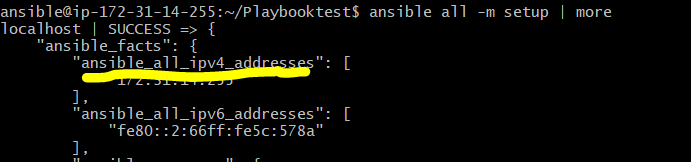 ansible@ip-172-31-14-255:~/Playbooktest$ ansible all -m setup | more
localhost | SUCCESS => {
"ansible_facts": {
"ansible_all_ipv4_addresses": [
"172.31.14.255"
],
"ansible_all_ipv6_addresses": [
"fe80::2:66ff:fe5c:578a"
],